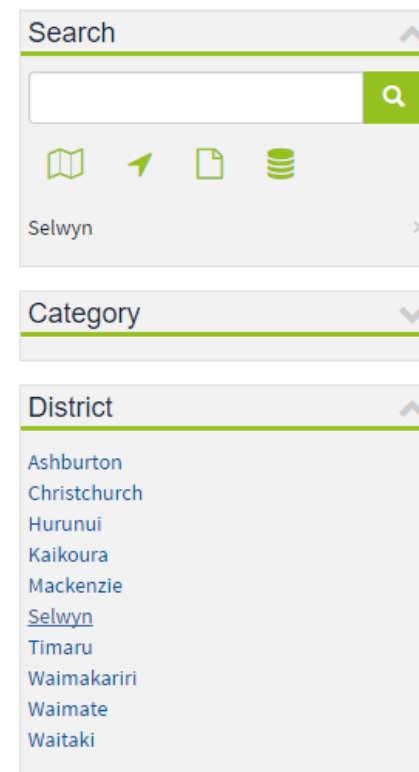 Search
Selwyn
Category
District
Ashburton
Christchurch
Hurunui
Kaikoura
Mackenzie
Selwyn
Timaru
Waimakariri
Waimate
Waitaki